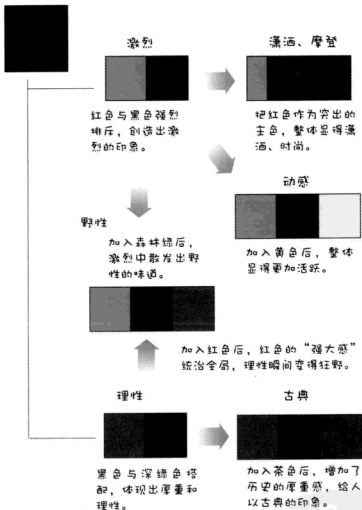 激烈
红色与黑色强烈
排斥，创造出激
烈的印象。
潇洒、摩登
把红色作为突出的
主色，整体显得潇
洒、时尚。
动感
加入黄色后，整体
显得更加活跃。
野性
加入森林绿后，
激烈中散发出野
性的味道。
加入红色后，红色的“强大感”
统治全局，理性瞬间变得狂野。
理性
黑色与深绿色搭
配，体现出厚重和
理性。
古典
加入茶色后，增加了
历史的厚重感，给人
以古典的印象。